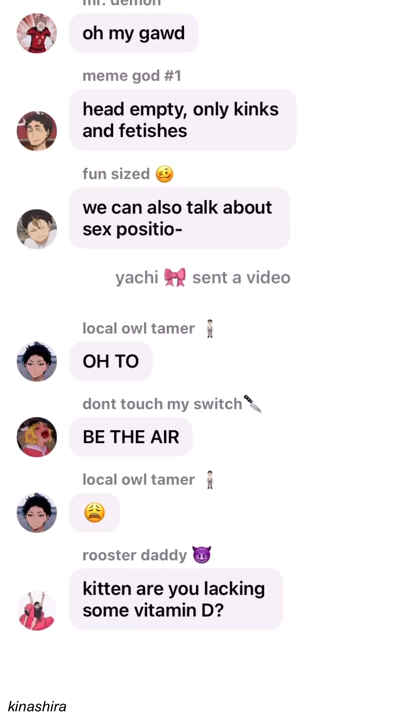 mr. demon
oh my gawd
meme god #1
head empty, only kinks
and fetishes
fun sized 🥴
we can also talk about
sex positio-
yachi 🎀 sent a video
local owl tamer 🧍🏻
OH TO
dont touch my switch🔪
BE THE AIR
local owl tamer 🧍🏻
😩
rooster daddy 😈
kitten are you lacking
some vitamin D?
kinashira